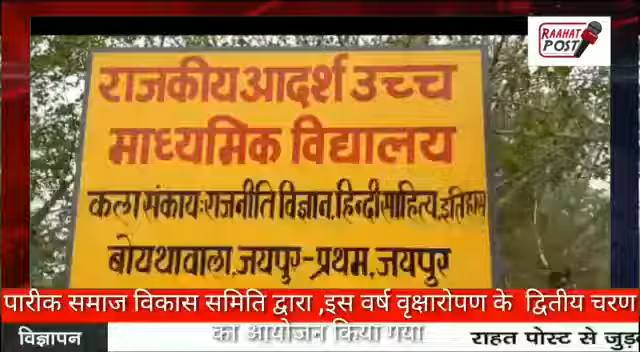 RAAHAT
POST
राजकीय आदर्श उच्च
माध्यमिक विद्यालय
कला संकाय:राजनीति विज्ञान,हिन्दी साहित्य,इतिहास
बोयथावाला,जयपुर-प्रथम,जयपुर
पारीक समाज विकास समिति द्वारा ,इस वर्ष वृक्षारोपण के द्वितीय चरण
का आयोजन किया गया
विज्ञापन
राहत पोस्ट से जुड़